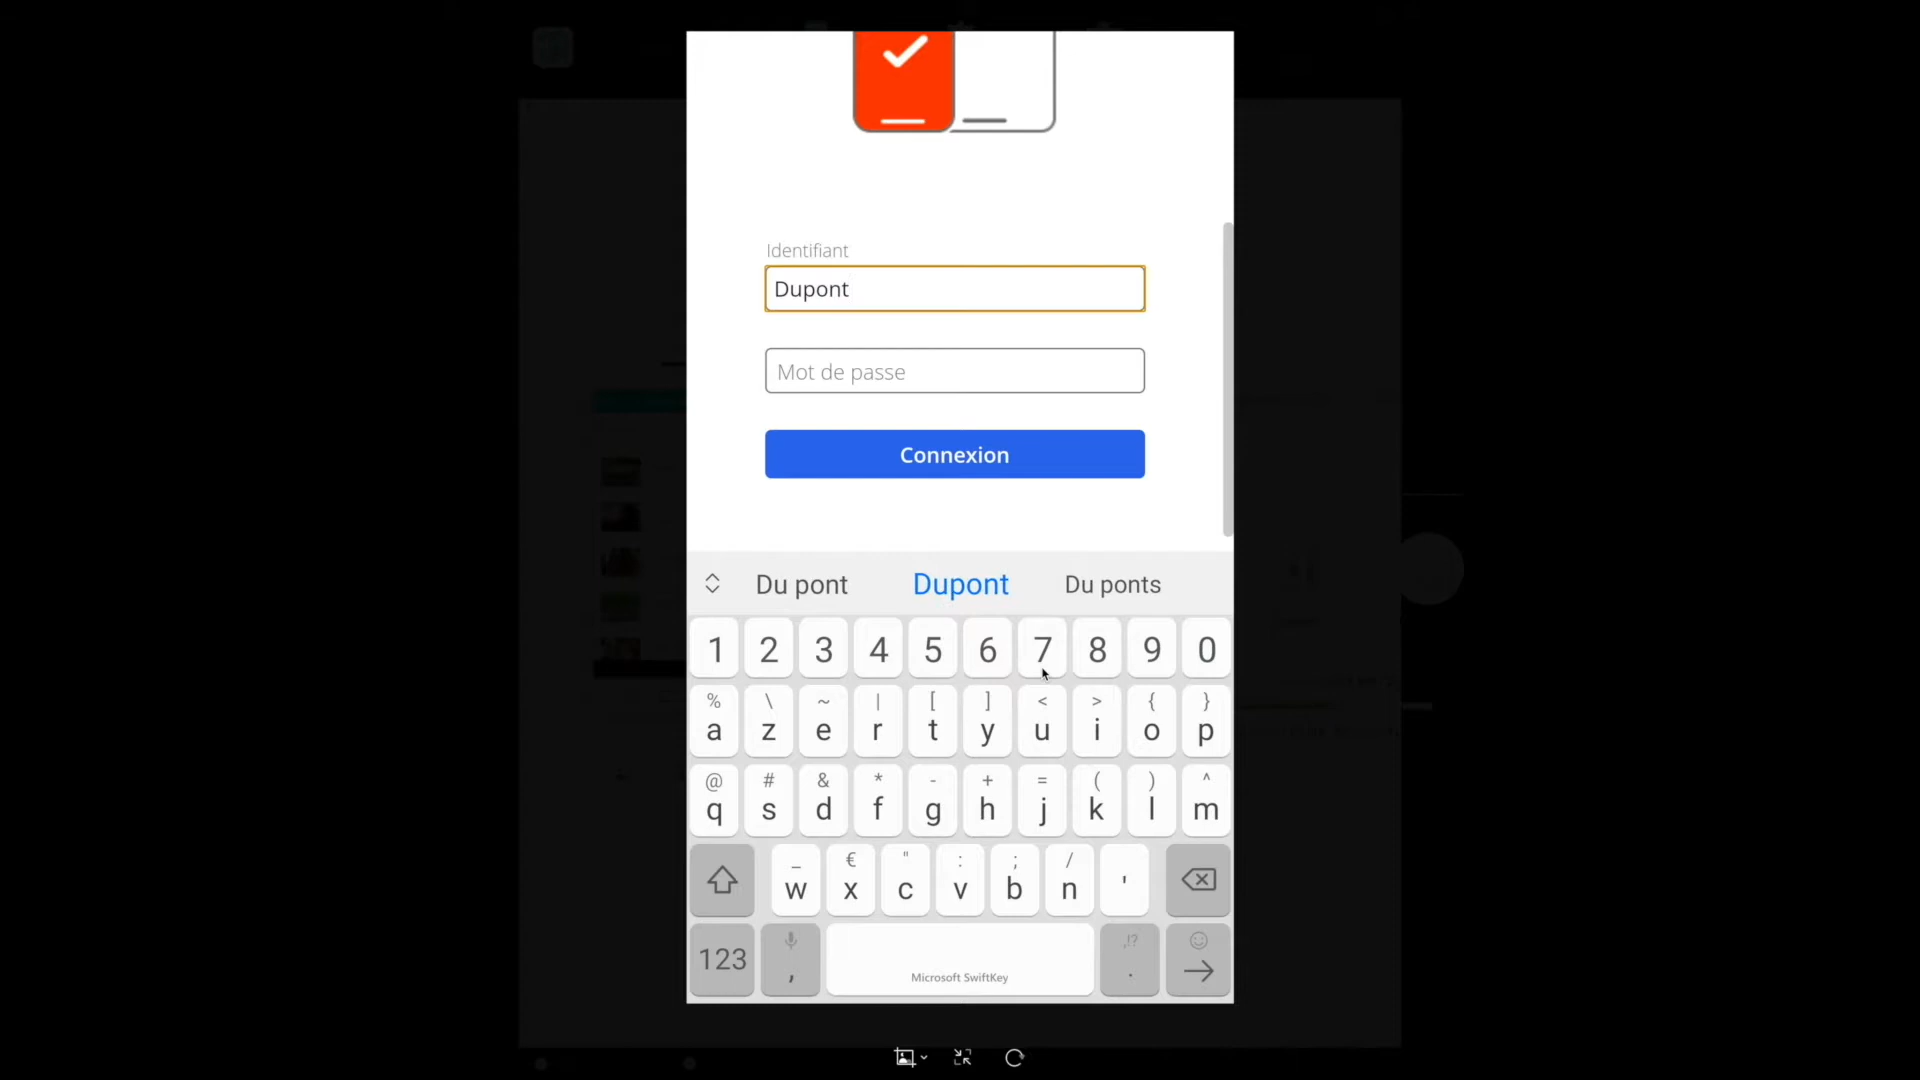 Identifiant
Dupont
Mot de passe
Connexion
Du pont Dupont Du ponts
1 2 3 4 5 6 7 8 9 0
% \ ~ | [ ] < > { }
a z e r t y u i o p
@ # & * - + = ( ) ^
q s d f g h j k l m
_ € " : ; /
w x c v b n '
,!?
123 , .
Microsoft SwiftKey